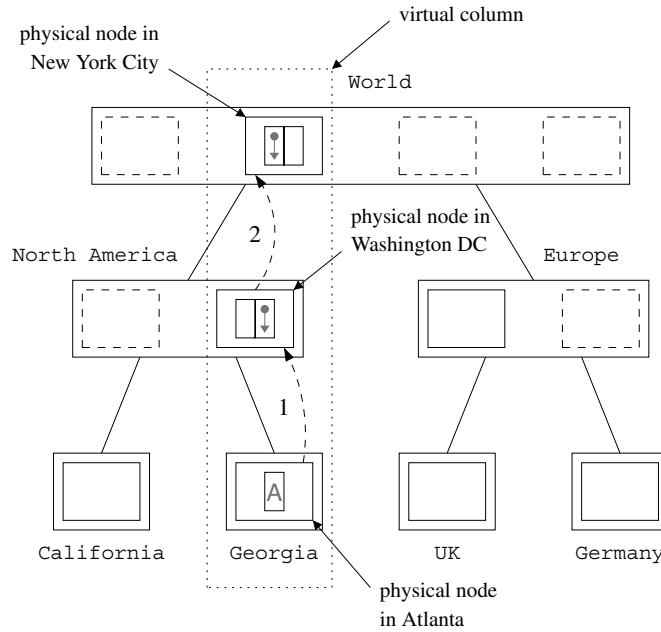 virtual column
physical node in
New York City
World
2
physical node in
Washington DC
North America
Europe
1
A
California
Georgia
UK
Germany
physical node
in Atlanta